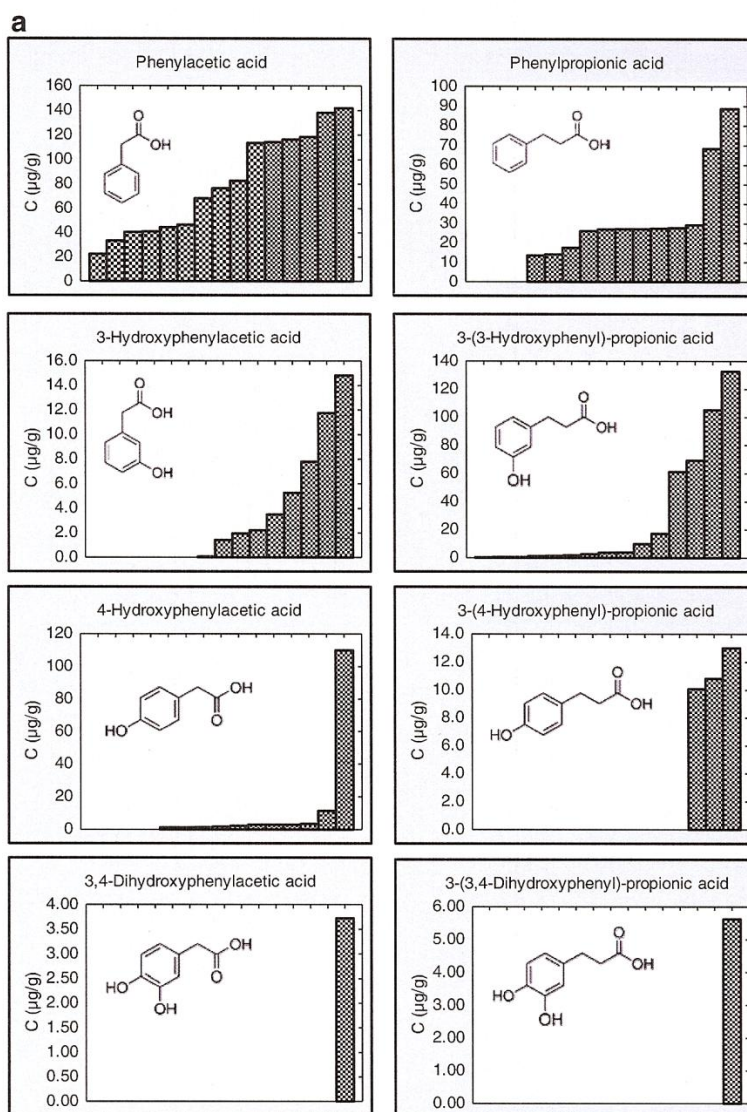 a
Phenylacetic acid
160
140
120
100
80
60
40
20
0
C (µg/g)
O
OH
Phenylpropionic acid
100
90
80
70
60
50
40
30
20
10
0
C (µg/g)
O
OH
3-Hydroxyphenylacetic acid
16.0
14.0
12.0
10.0
8.0
6.0
4.0
2.0
0.0
C (µg/g)
O
OH
OH
3-(3-Hydroxyphenyl)-propionic acid
140
120
100
80
60
40
20
0
C (µg/g)
O
OH
OH
4-Hydroxyphenylacetic acid
120
100
80
60
40
20
0
C (µg/g)
OH
O
HO
3-(4-Hydroxyphenyl)-propionic acid
14.0
12.0
10.0
8.0
6.0
4.0
2.0
0.0
C (µg/g)
O
OH
HO
3,4-Dihydroxyphenylacetic acid
4.00
3.50
3.00
2.50
2.00
1.50
1.00
0.50
0.00
C (µg/g)
OH
O
HO
OH
3-(3,4-Dihydroxyphenyl)-propionic acid
6.00
5.00
4.00
3.00
2.00
1.00
0.00
C (µg/g)
O
OH
HO
OH